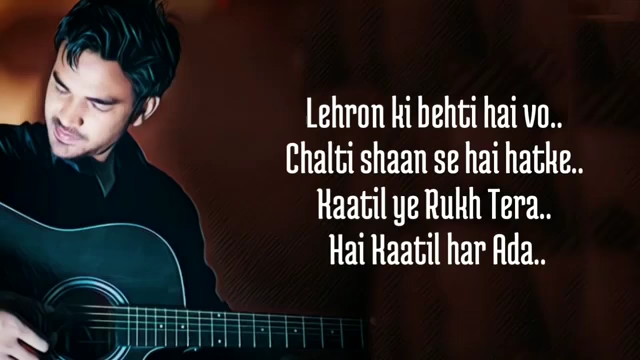 Lehron ki behti hai vo..
Chalti shaan se hai hatke..
Kaatil ye Rukh Tera..
Hai Kaatil har Ada..